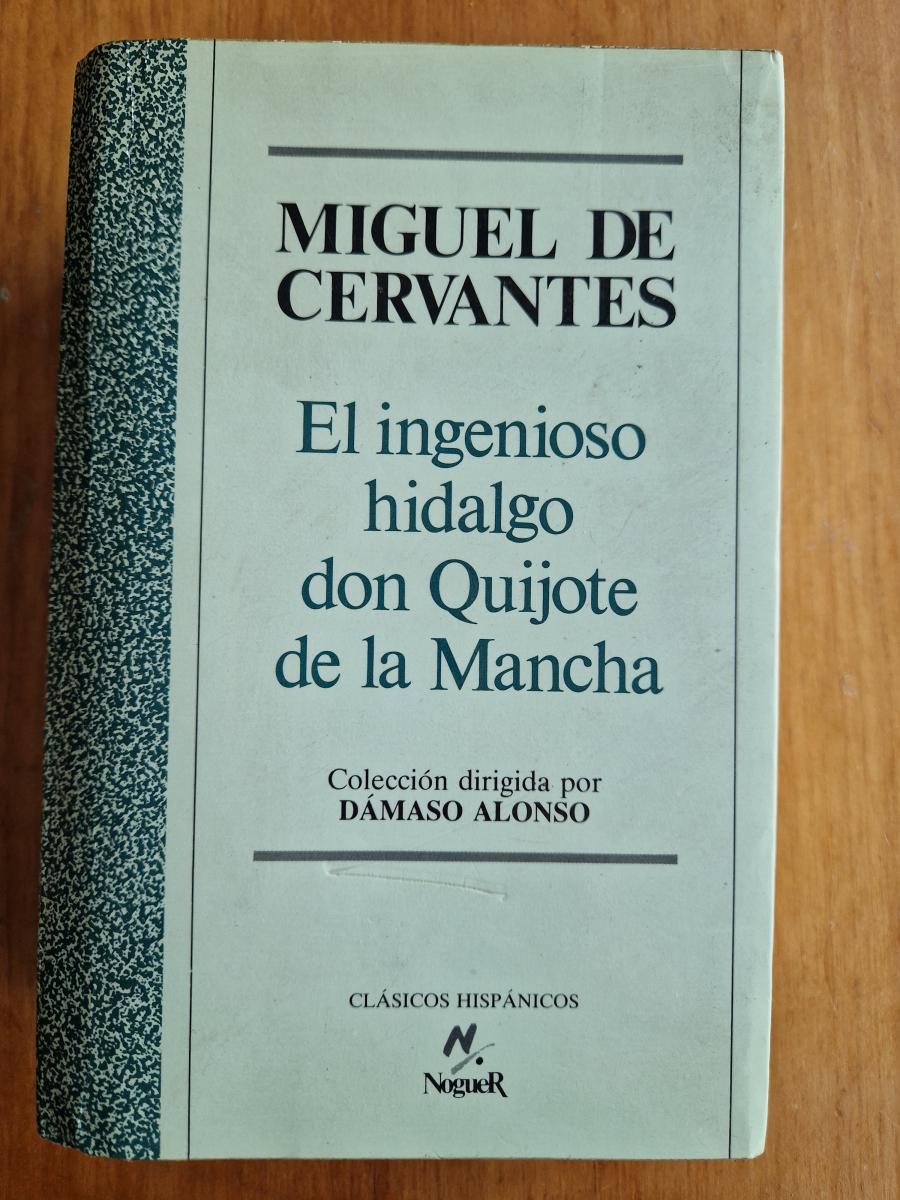 MIGUEL DE
CERVANTES
El ingenioso
hidalgo
don Quijote
de la Mancha
Colección dirigida por
DÁMASO ALONSO
CLÁSICOS HISPÁNICOS
N
NogueR